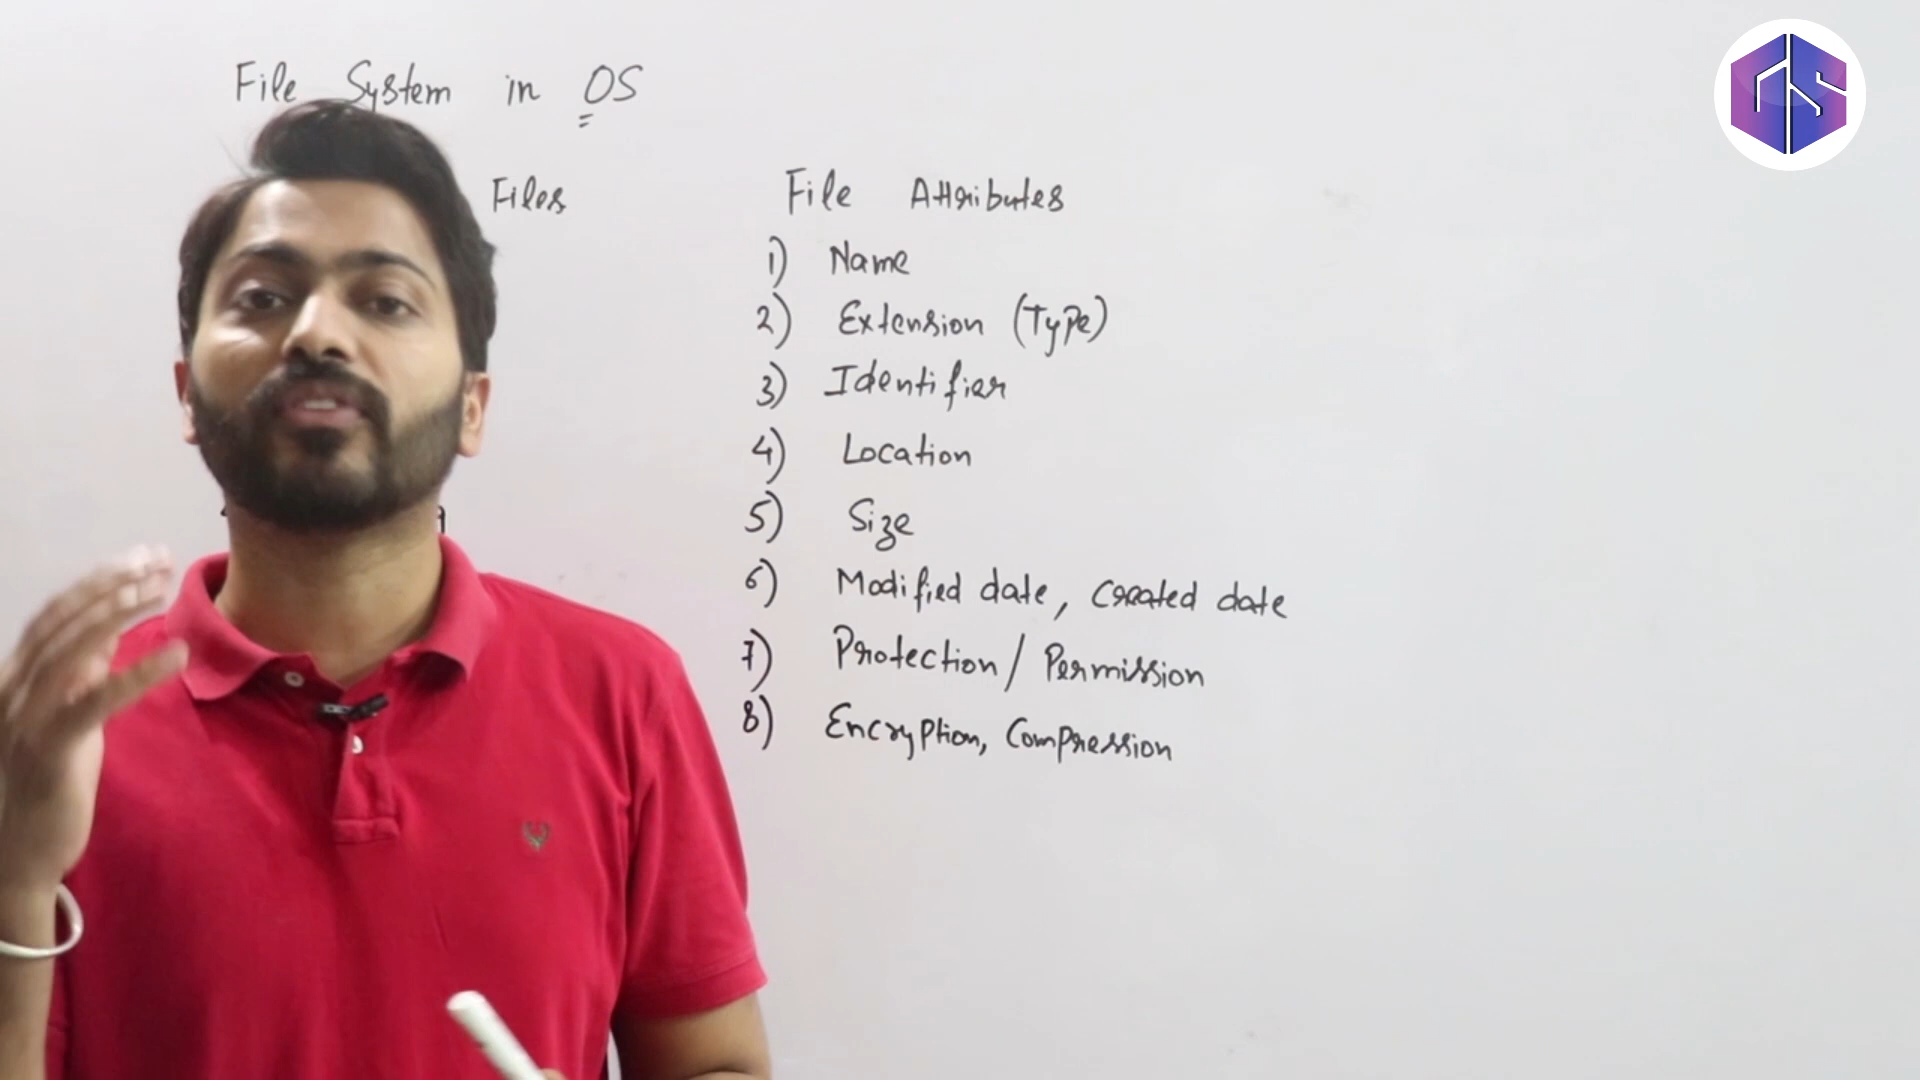 File System in OS
Files
File Attributes
1) Name
2) Extension (Type)
3) Identifier
4) Location
5) Size
6) Modified date, Created date
7) Protection / Permission
8) Encryption, Compression